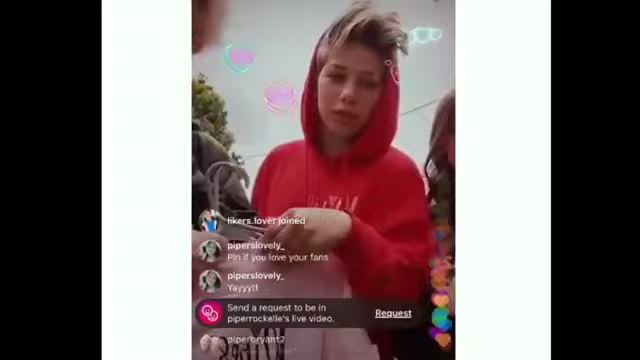 likers.lover joined
piperslovely_
Pin if you love your fans
piperslovely_
Yayyy!!
Send a request to be in
piperrockelle's live video.
Request
piperbryant2